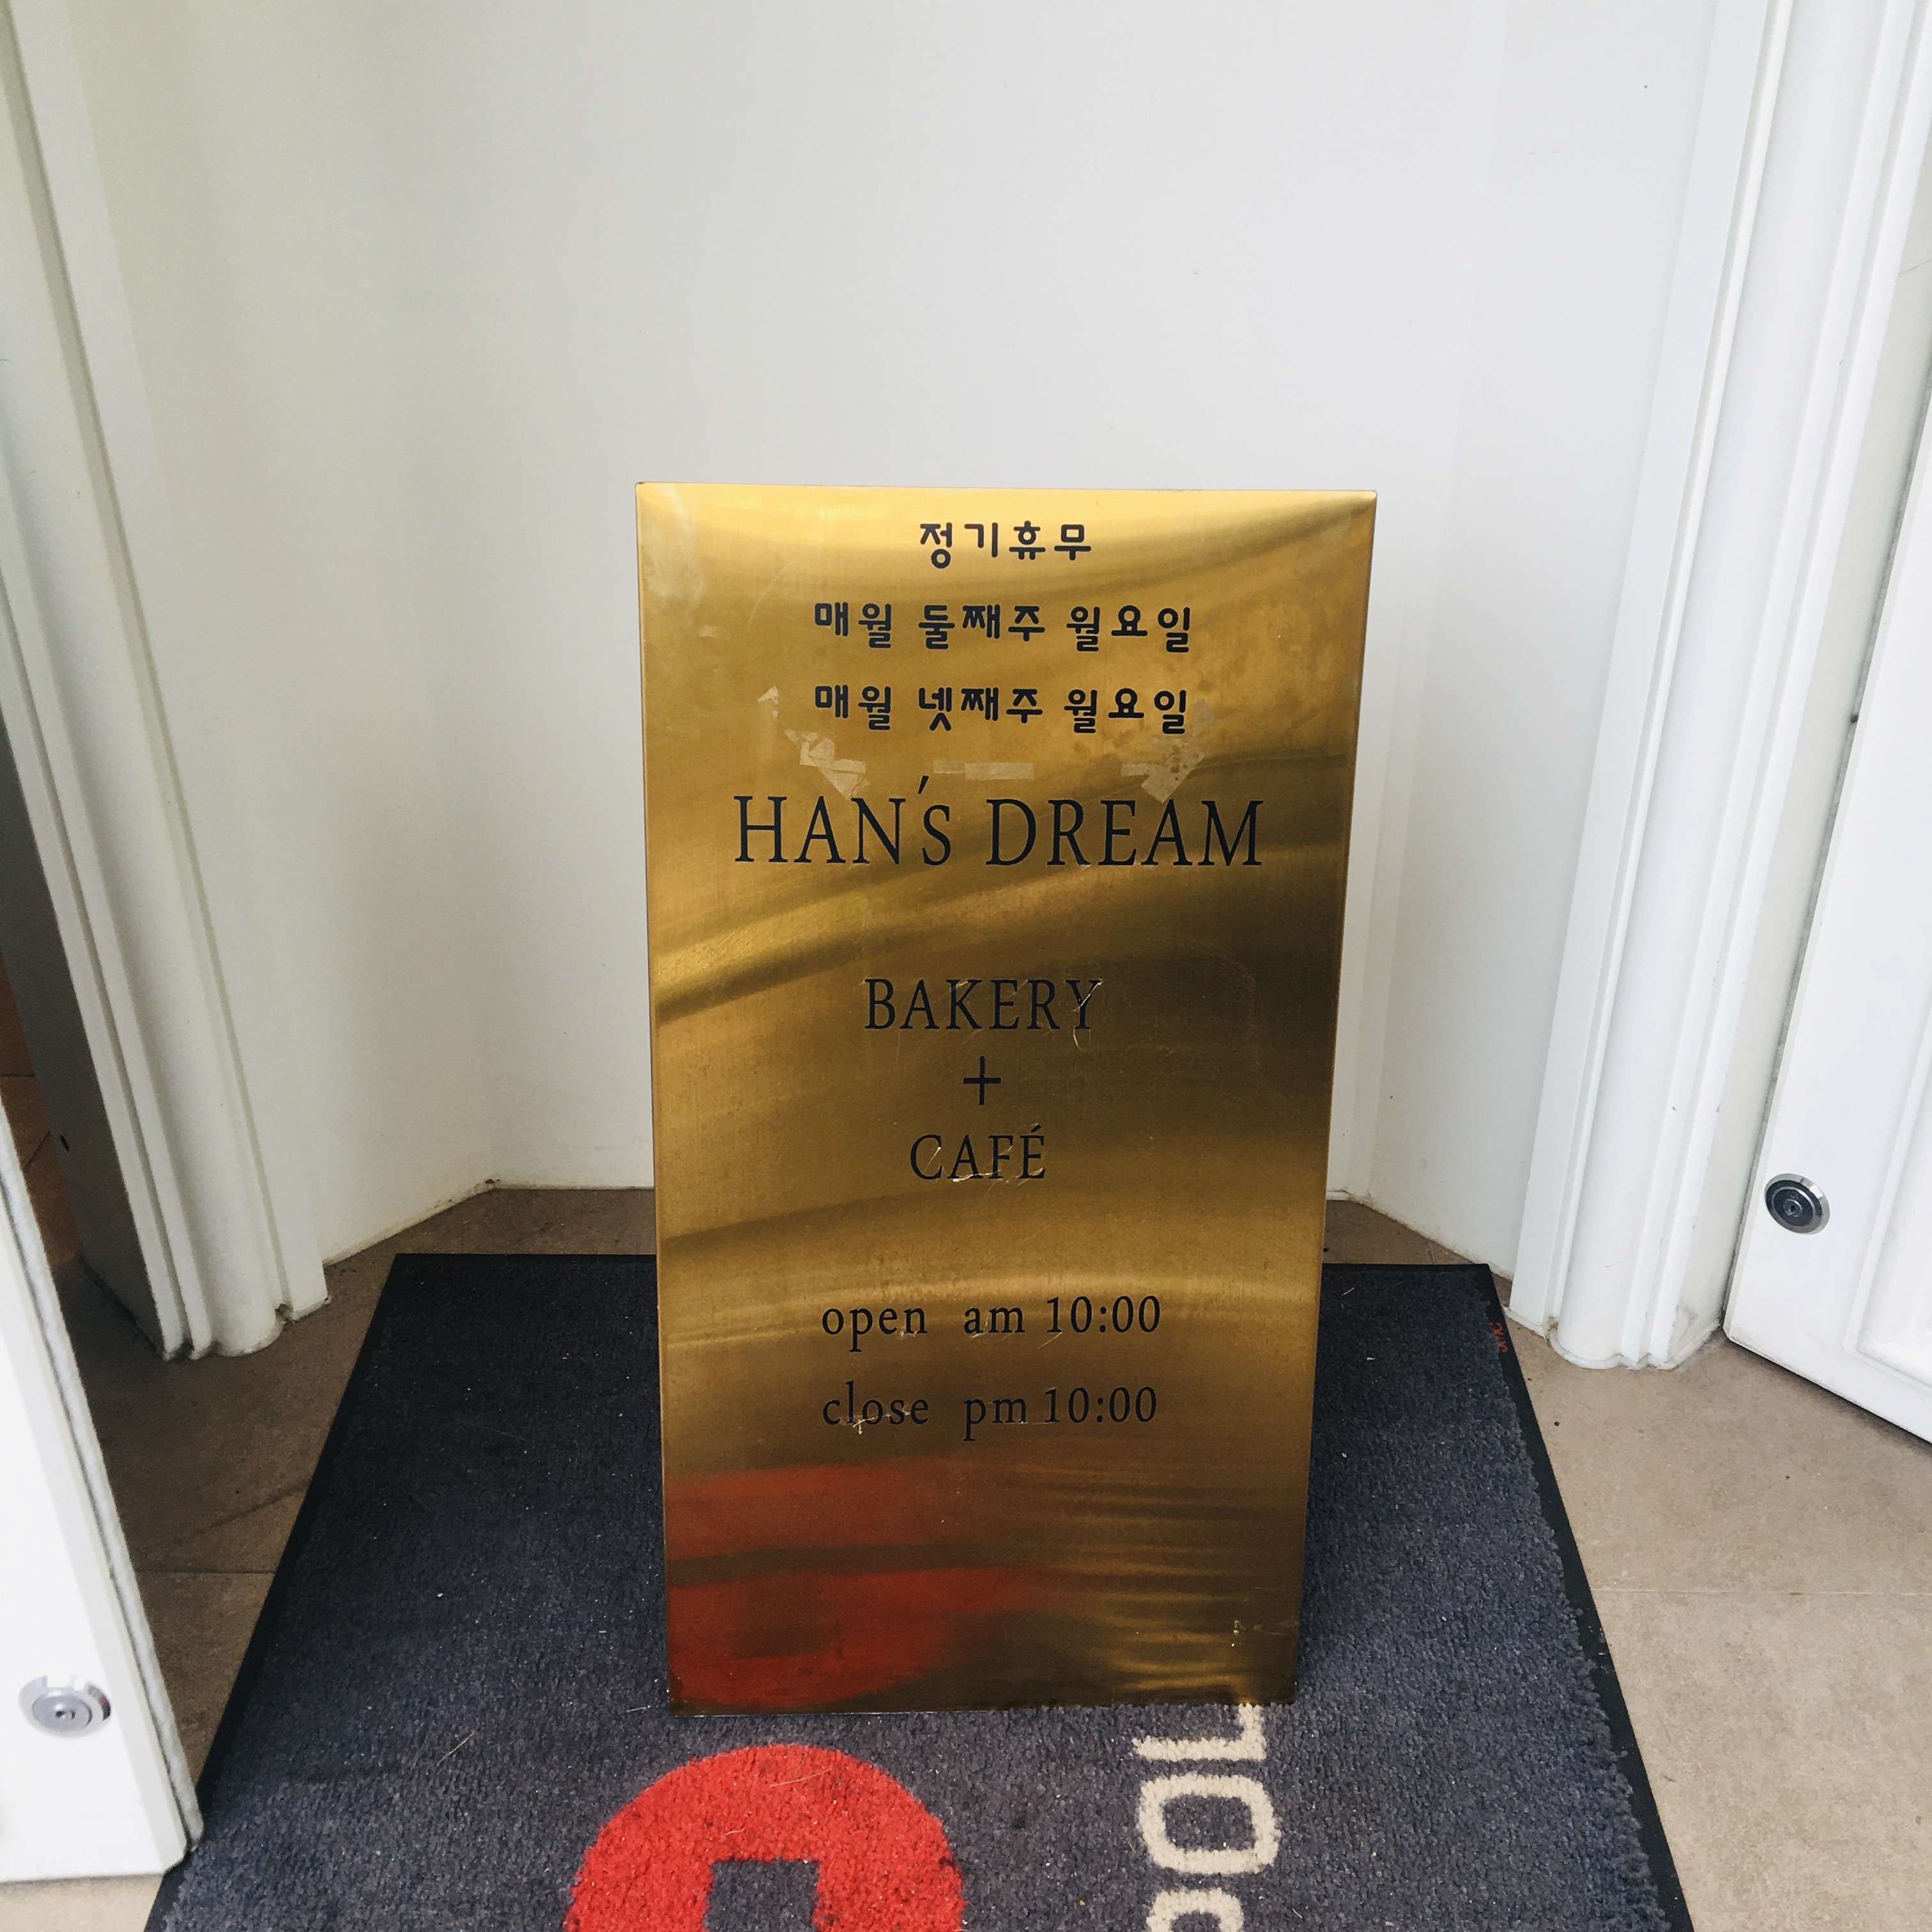 정기휴무
매월 둘째주 월요일
매월 넷째주 월요일
HAN's DREAM
BAKERY
+
CAFÉ
open am 10:00
close pm 10:00